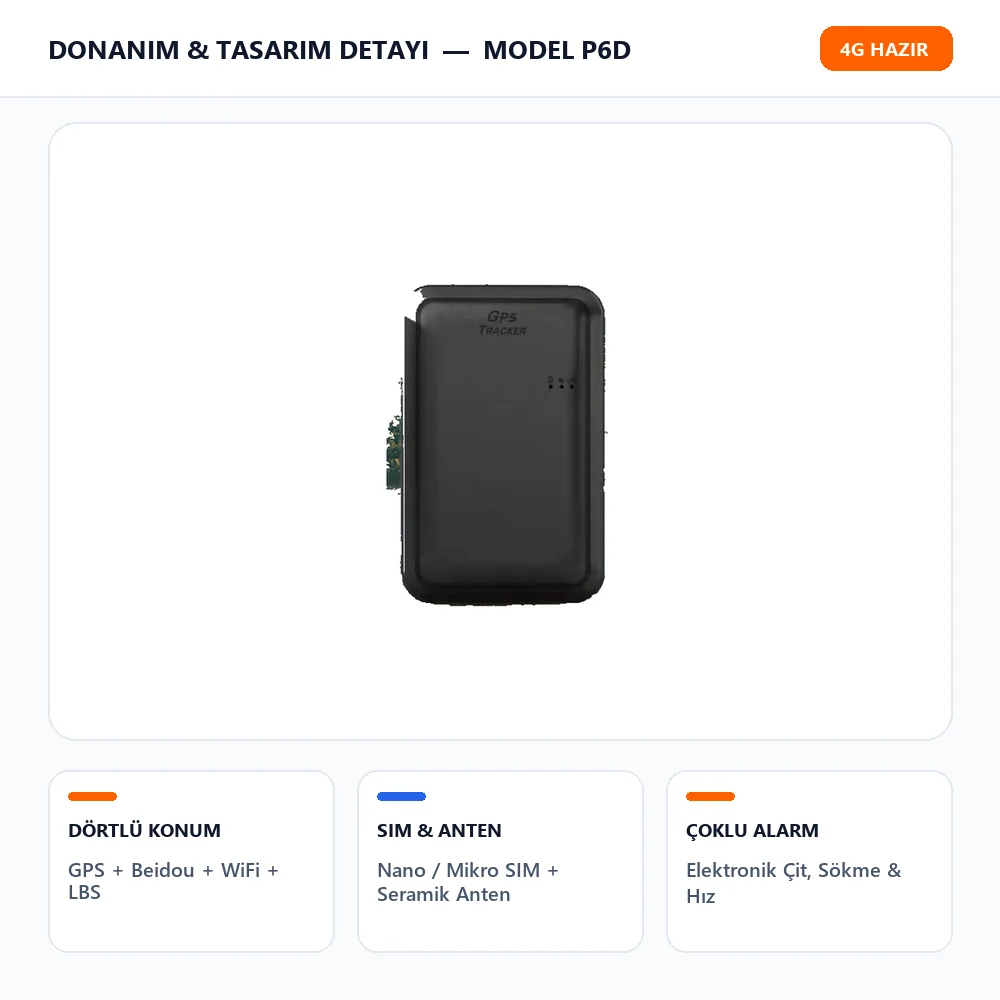 DONANIM & TASARIM DETAYI — MODEL P6D
4G HAZIR
GPS
TRACKER
DÖRTLÜ KONUM
GPS + Beidou + WiFi +
LBS
SIM & ANTEN
Nano / Mikro SIM +
Seramik Anten
ÇOKLU ALARM
Elektronik Çit, Sökme &
Hız